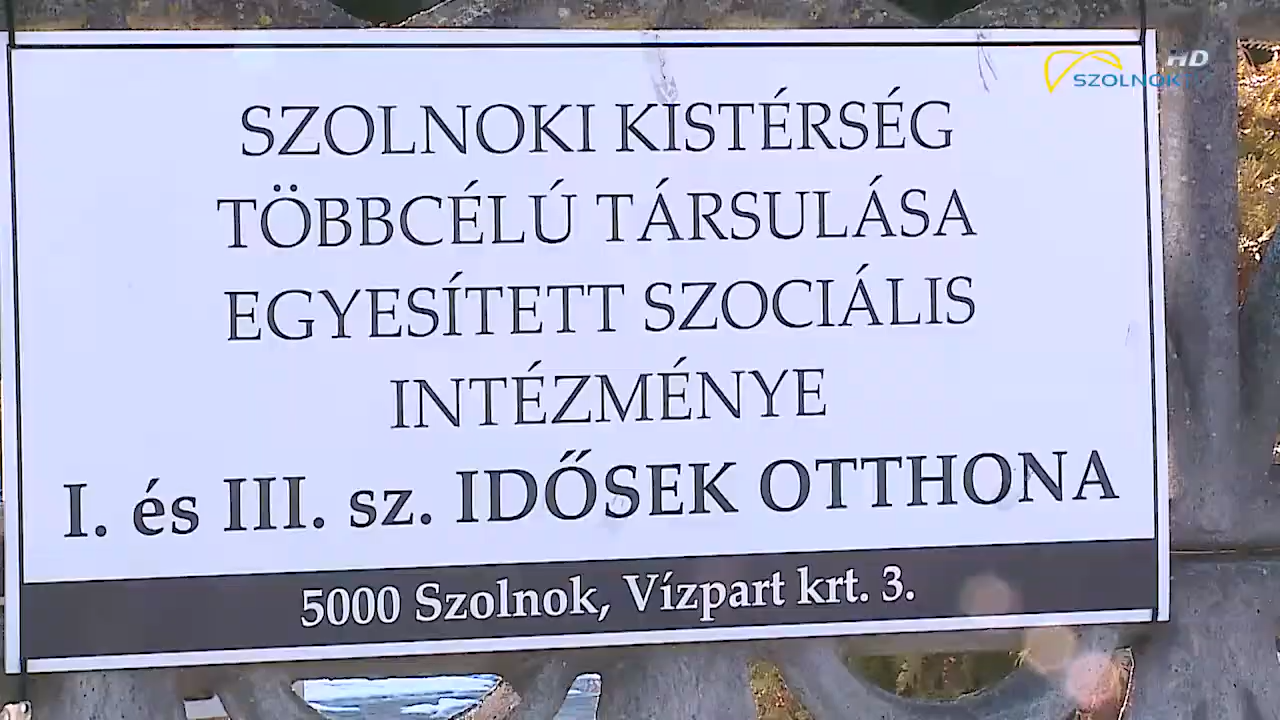 SZOLNOK HD
SZOLNOKI KISTÉRSÉG
TÖBBCÉLÚ TÁRSULÁSA
EGYESÍTETT SZOCIÁLIS
INTÉZMÉNYE
I. és III. sz. IDŐSEK OTTHONA
5000 Szolnok, Vízpart krt. 3.